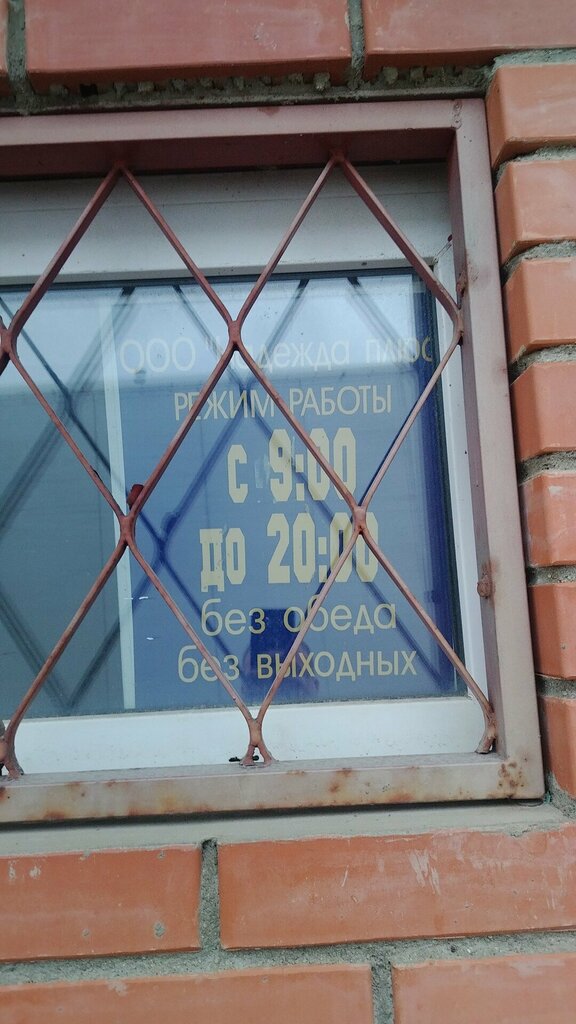 ООО "Надежда плюс
РЕЖИМ РАБОТЫ
с 9:00
до 20:00
без обеда
без выходных